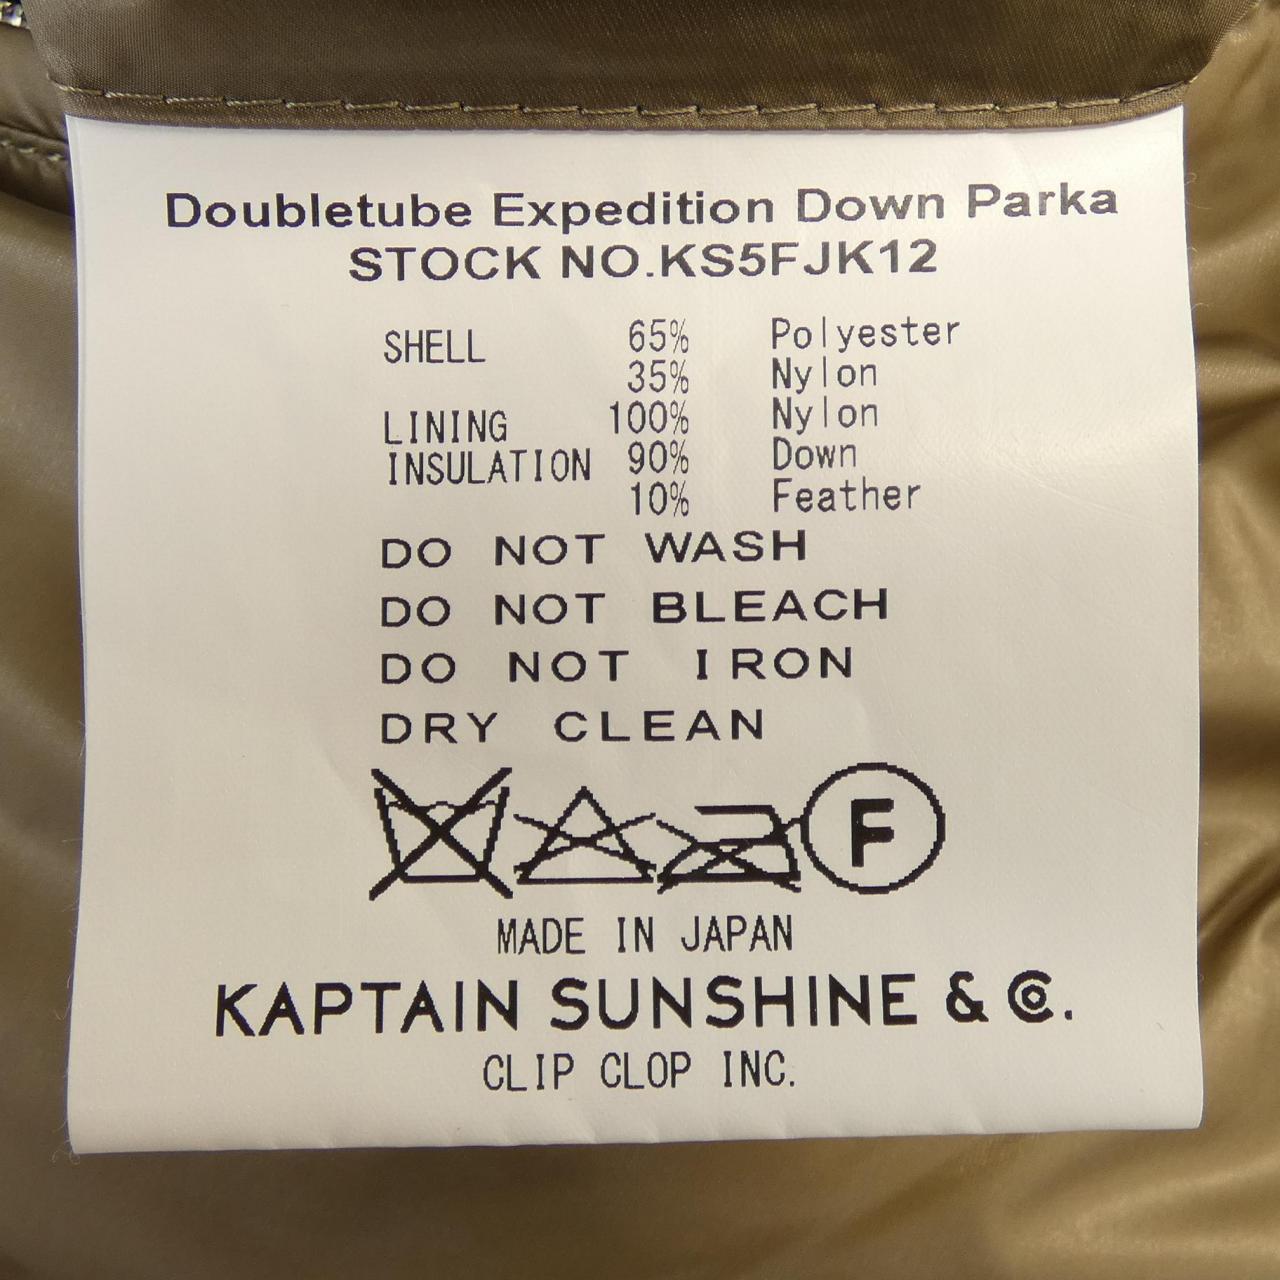 Doubletube Expedition Down Parka
STOCK NO.KS5FJK12
SHELL 65% Polyester
35% Nylon
LINING 100% Nylon
INSULATION 90% Down
10% Feather
DO NOT WASH
DO NOT BLEACH
DO NOT IRON
DRY CLEAN
F
MADE IN JAPAN
KAPTAIN SUNSHINE & CO.
CLIP CLOP INC.